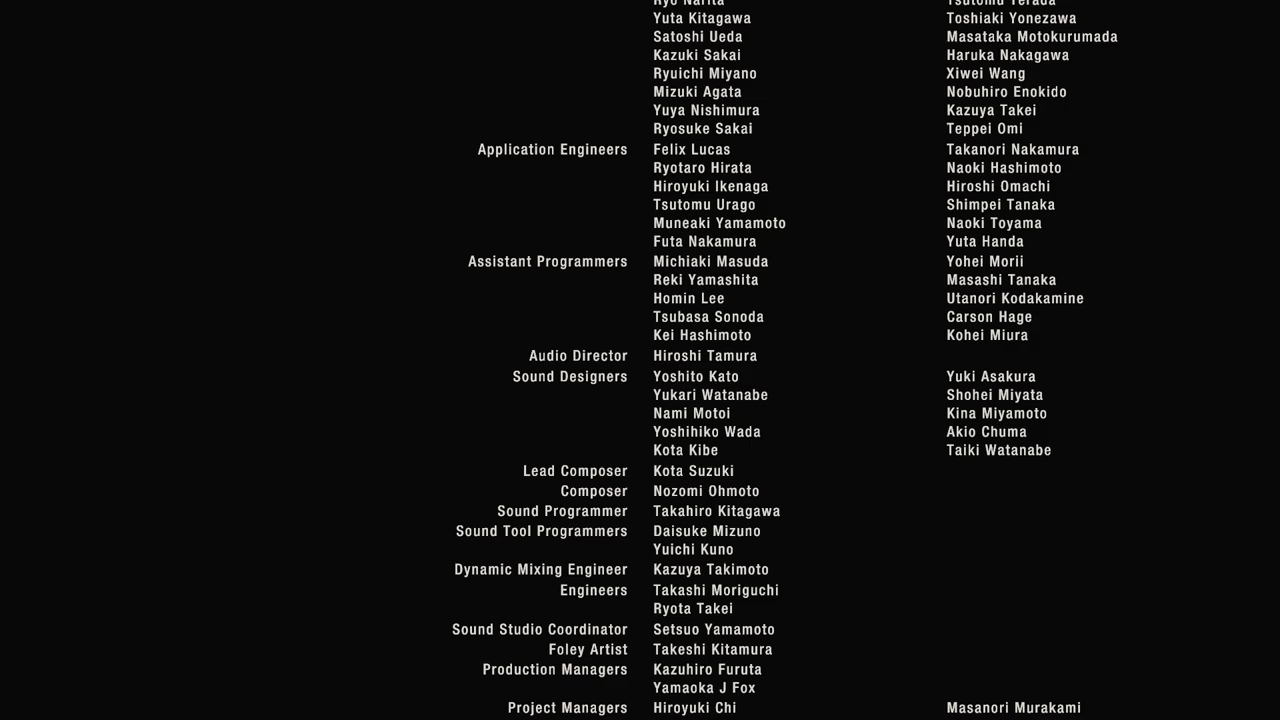 Ryo Narita Tsutomu Terada
Yuta Kitagawa Toshiaki Yonezawa
Satoshi Ueda Masataka Motokurumada
Kazuki Sakai Haruka Nakagawa
Ryuichi Miyano Xiwei Wang
Mizuki Agata Nobuhiro Enokido
Yuya Nishimura Kazuya Takei
Ryosuke Sakai Teppei Omi
Application Engineers Felix Lucas Takanori Nakamura
Ryotaro Hirata Naoki Hashimoto
Hiroyuki Ikenaga Hiroshi Omachi
Tsutomu Urago Shimpei Tanaka
Muneaki Yamamoto Naoki Toyama
Futa Nakamura Yuta Handa
Assistant Programmers Michiaki Masuda Yohei Morii
Reki Yamashita Masashi Tanaka
Homin Lee Utanori Kodakamine
Tsubasa Sonoda Carson Hage
Kei Hashimoto Kohei Miura
Audio Director Hiroshi Tamura
Sound Designers Yoshito Kato Yuki Asakura
Yukari Watanabe Shohei Miyata
Nami Motoi Kina Miyamoto
Yoshihiko Wada Akio Chuma
Kota Kibe Taiki Watanabe
Lead Composer Kota Suzuki
Composer Nozomi Ohmoto
Sound Programmer Takahiro Kitagawa
Sound Tool Programmers Daisuke Mizuno
Yuichi Kuno
Dynamic Mixing Engineer Kazuya Takimoto
Engineers Takashi Moriguchi
Ryota Takei
Sound Studio Coordinator Setsuo Yamamoto
Foley Artist Takeshi Kitamura
Production Managers Kazuhiro Furuta
Yamaoka J Fox
Project Managers Hiroyuki Chi Masanori Murakami